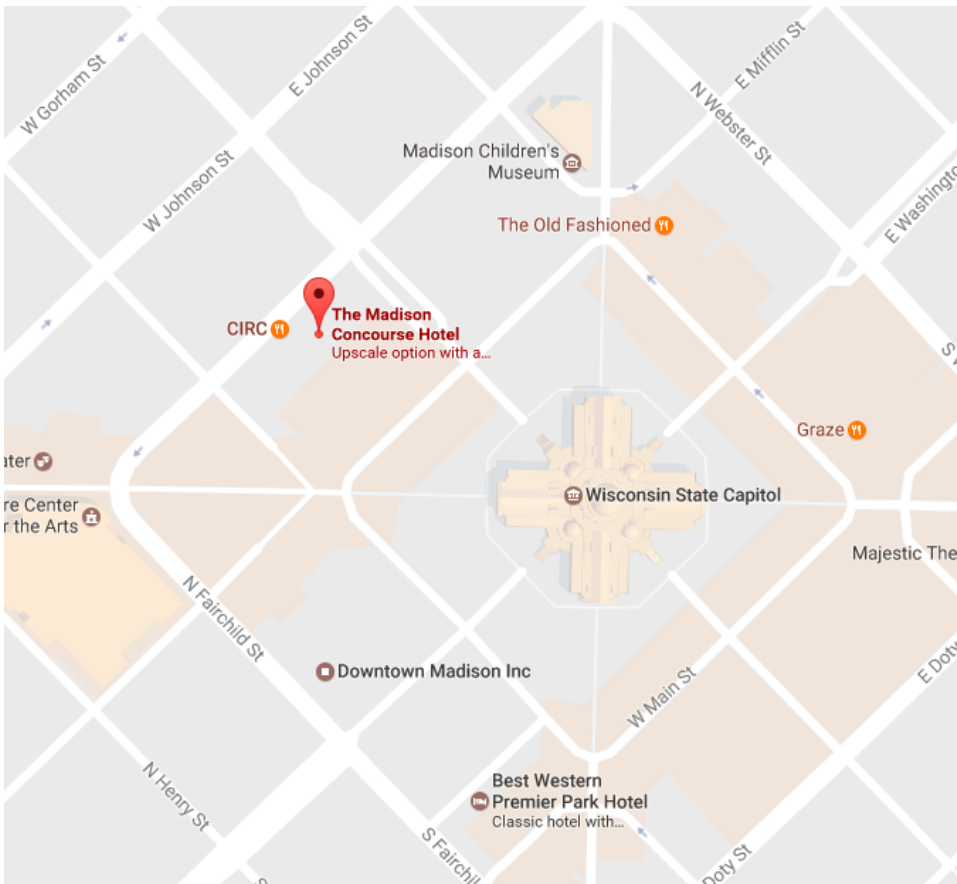 E Johnson St
E Mifflin St
W Gorham St
N Webster St
Madison Children's
Museum
W Johnson St
E Washington
The Old Fashioned
The Madison
Concourse Hotel
Upscale option with a...
CIRC
S
Graze
ater
Wisconsin State Capitol
re Center
r the Arts
Majestic The
N Fairchild St
Downtown Madison Inc
E Doty
W Main St
N Henry St
Best Western
Premier Park Hotel
Classic hotel with...
S Fairchi
Doty St
S